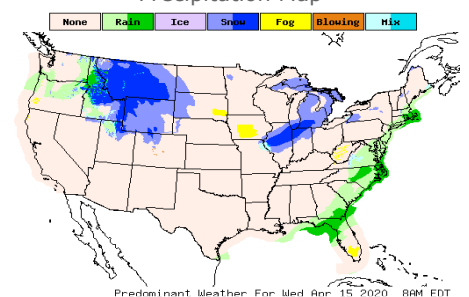 Precipitation Map
None Rain Ice Snow Fog Blowing Mix
Predominant Weather For Wed Apr 15 2020 8AM EDT